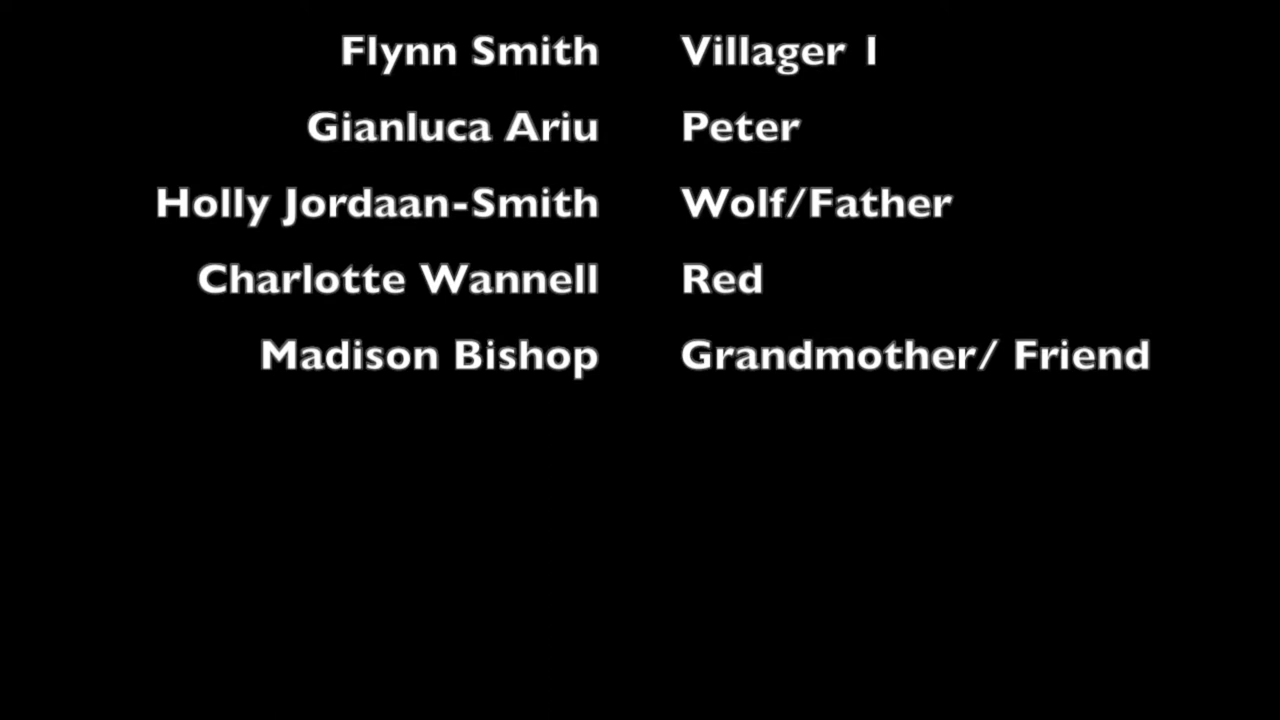 Flynn Smith Villager 1
Gianluca Ariu Peter
Holly Jordaan-Smith Wolf/Father
Charlotte Wannell Red
Madison Bishop Grandmother/ Friend